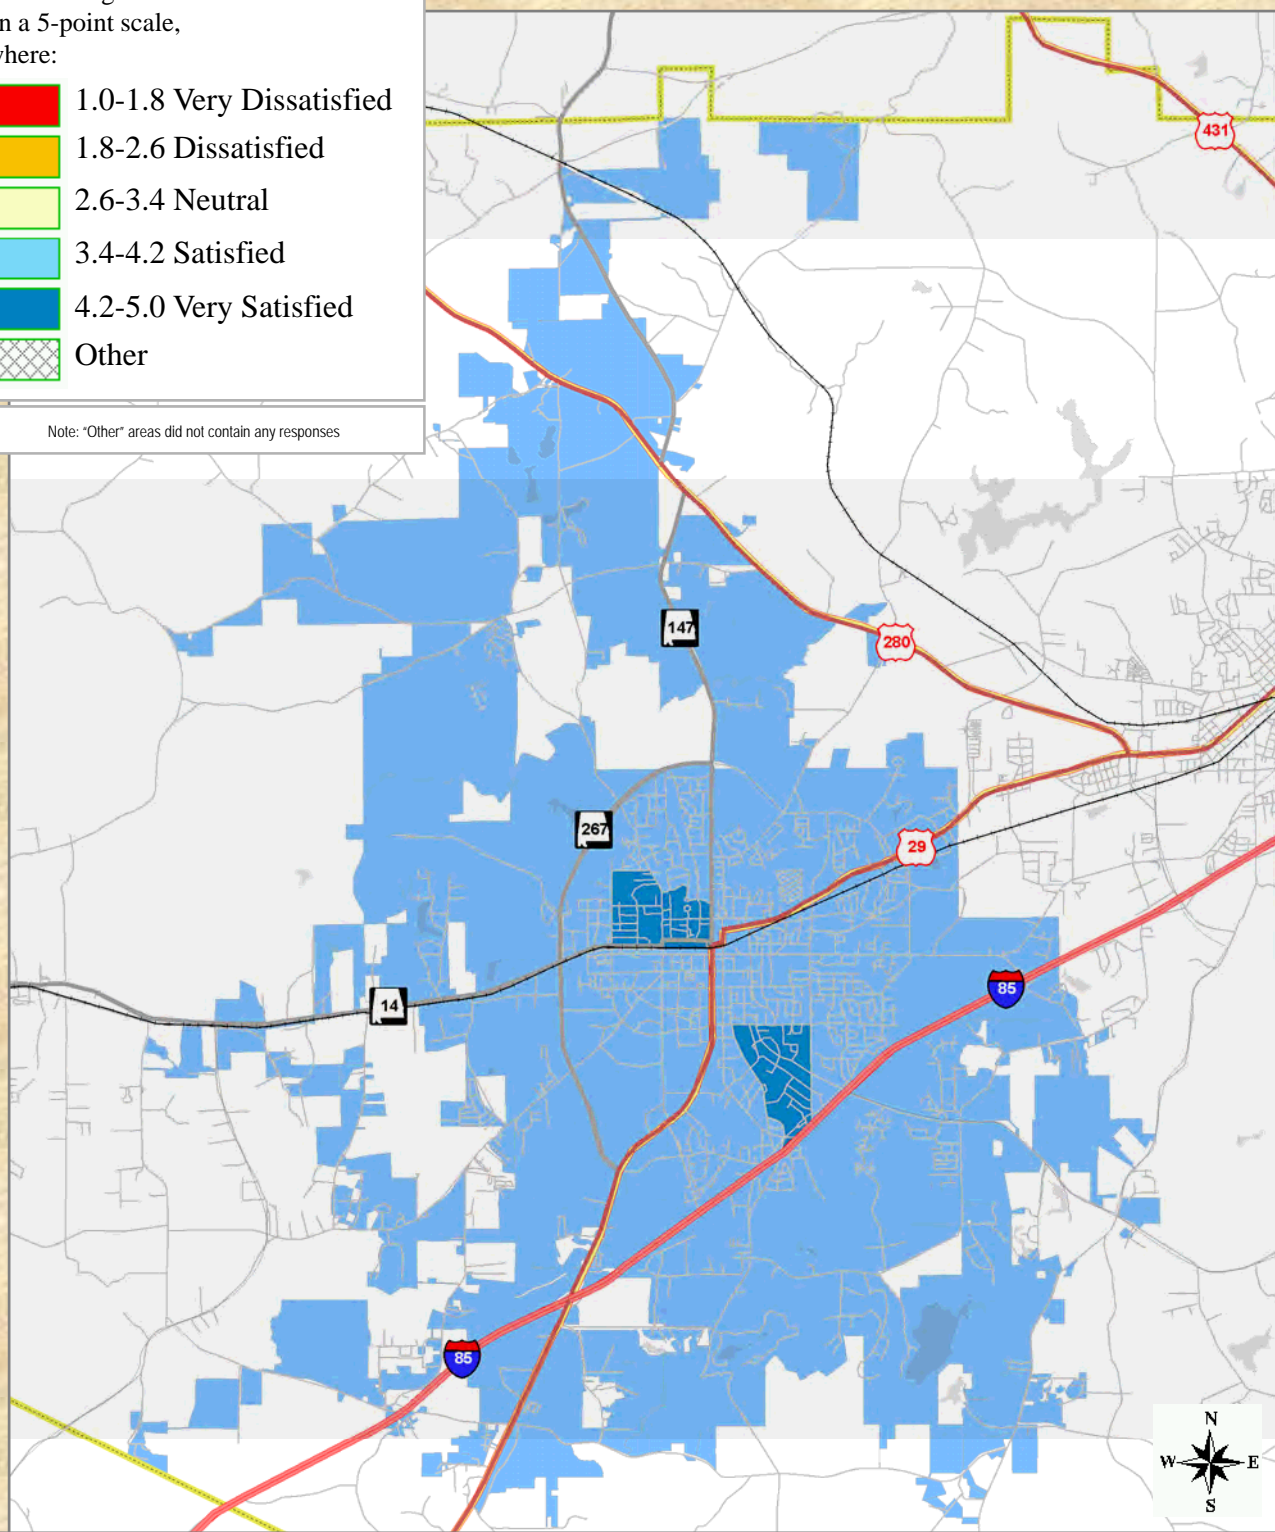 n a 5-point scale,
where:
1.0-1.8 Very Dissatisfied
1.8-2.6 Dissatisfied
2.6-3.4 Neutral
3.4-4.2 Satisfied
4.2-5.0 Very Satisfied
Other
Note: "Other" areas did not contain any responses
431
147
280
267
29
85
14
85
N
W E
S